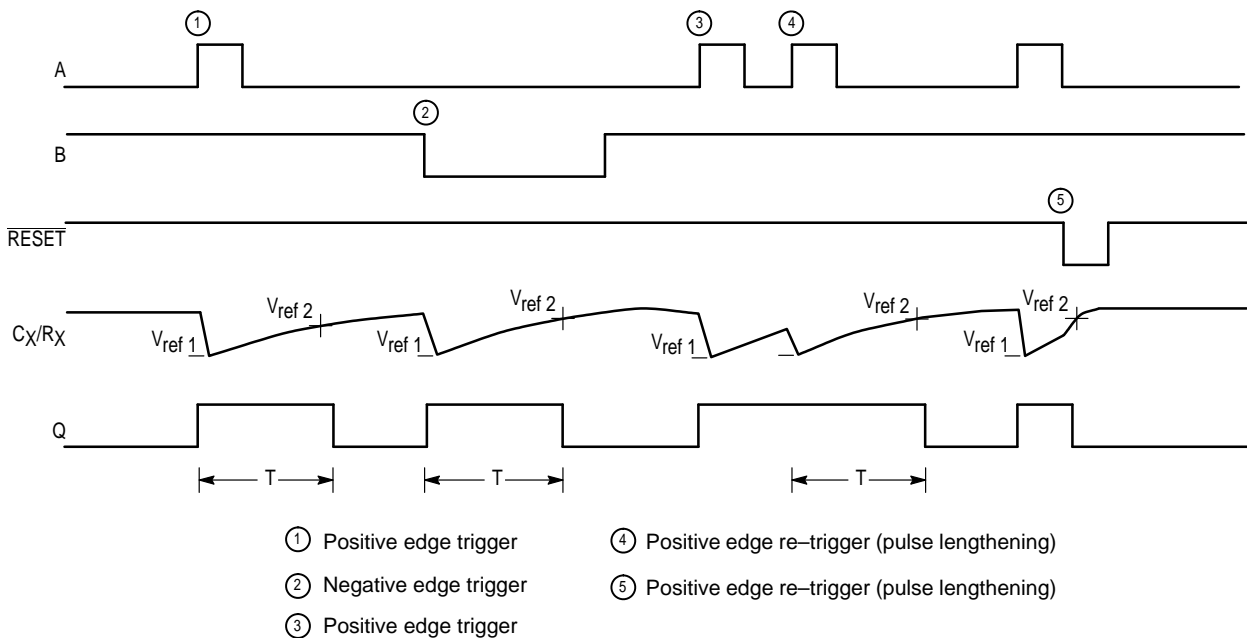 1 3 4
A
2
B
5
RESET
Vref 2 Vref 2 Vref 2 Vref 2
CX/RX
Vref 1 Vref 1 Vref 1 Vref 1
Q
T T T
1 Positive edge trigger
2 Negative edge trigger
3 Positive edge trigger
4 Positive edge re–trigger (pulse lengthening)
5 Positive edge re–trigger (pulse lengthening)